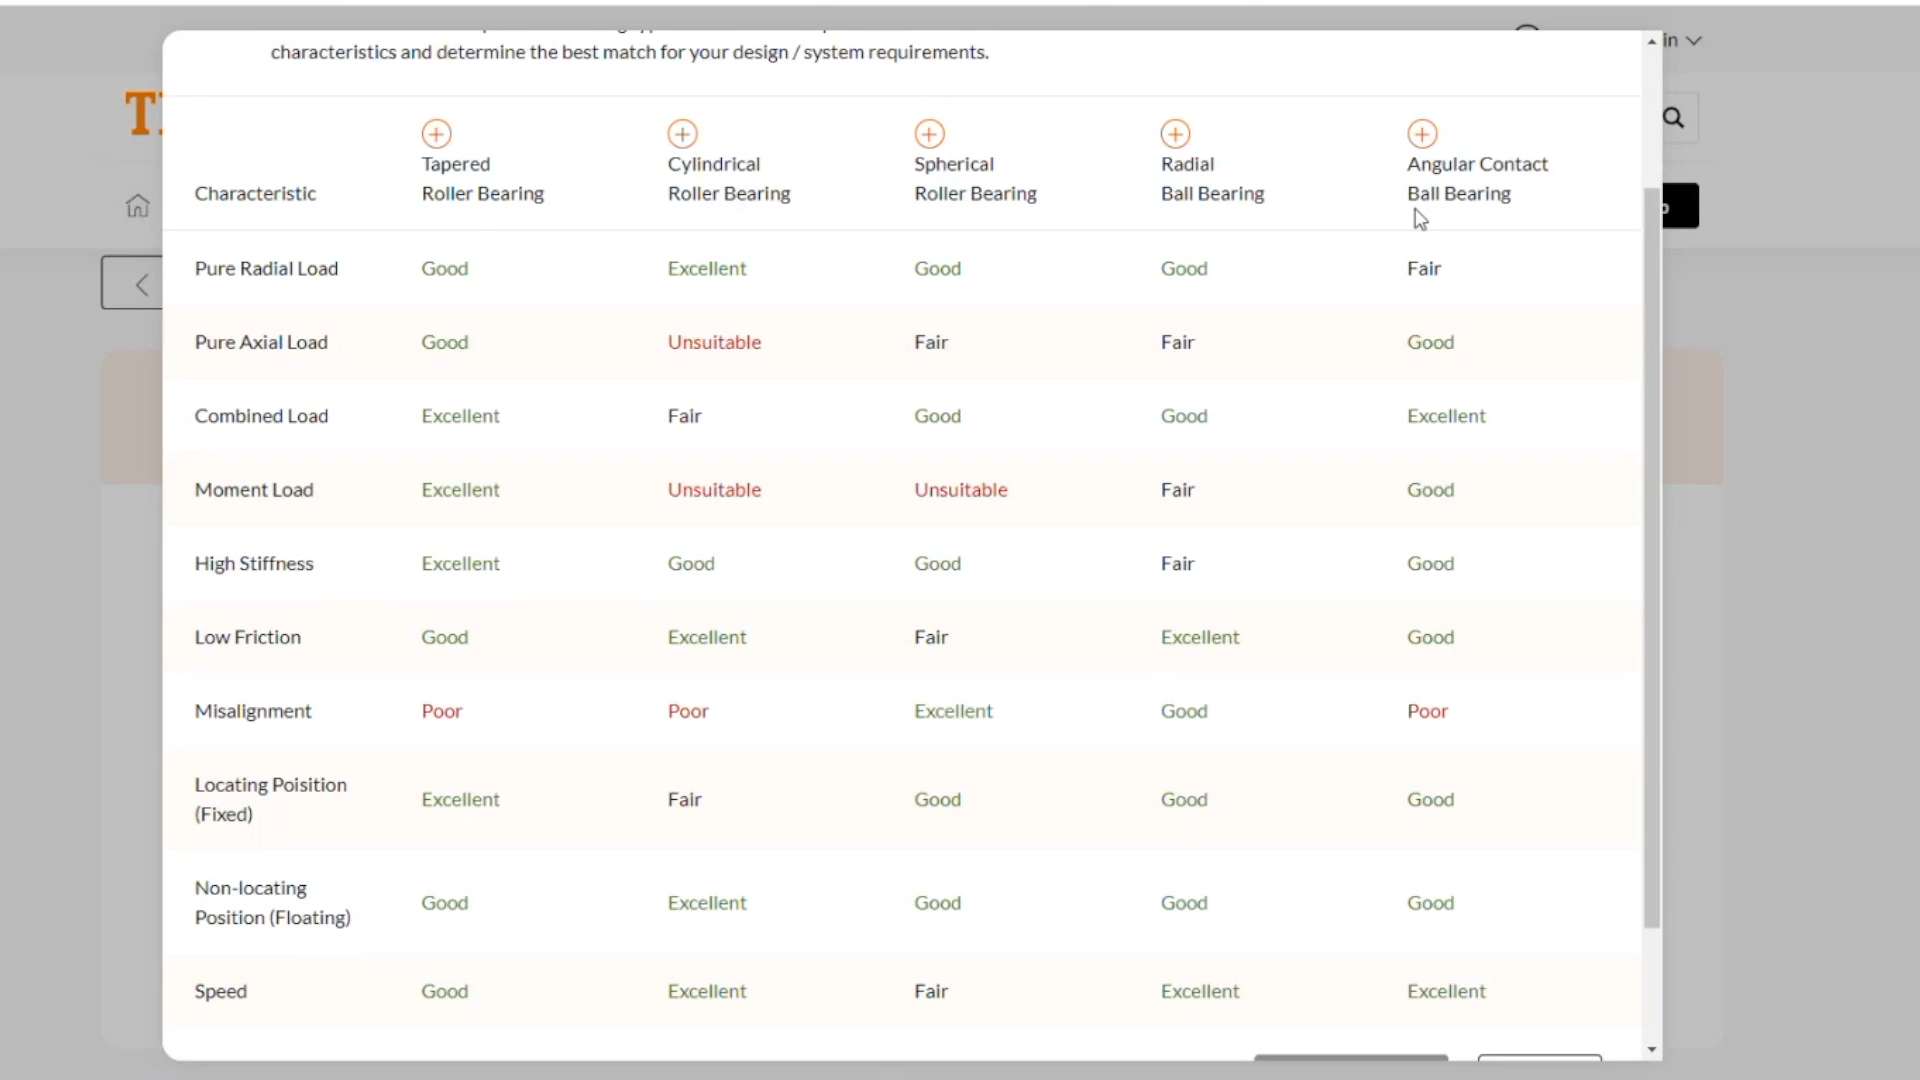 in
characteristics and determine the best match for your design / system requirements.
Characteristic
Tapered
Roller Bearing
Cylindrical
Roller Bearing
Spherical
Roller Bearing
Radial
Ball Bearing
Angular Contact
Ball Bearing
Pure Radial Load Good Excellent Good Good Fair
Pure Axial Load Good Unsuitable Fair Fair Good
Combined Load Excellent Fair Good Good Excellent
Moment Load Excellent Unsuitable Unsuitable Fair Good
High Stiffness Excellent Good Good Fair Good
Low Friction Good Excellent Fair Excellent Good
Misalignment Poor Poor Excellent Good Poor
Locating Poisition
(Fixed)
Excellent Fair Good Good Good
Non-locating
Position (Floating)
Good Excellent Good Good Good
Speed Good Excellent Fair Excellent Excellent